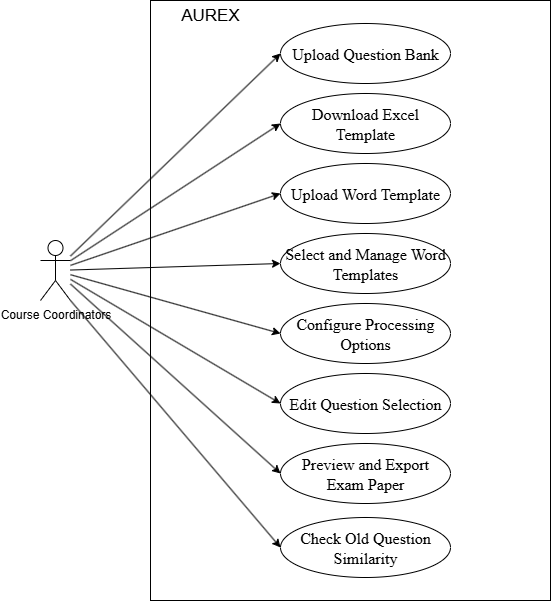 AUREX
Upload Question Bank
Download Excel
Template
Upload Word Template
Select and Manage Word
Templates
Course Coordinators
Configure Processing
Options
Edit Question Selection
Preview and Export
Exam Paper
Check Old Question
Similarity